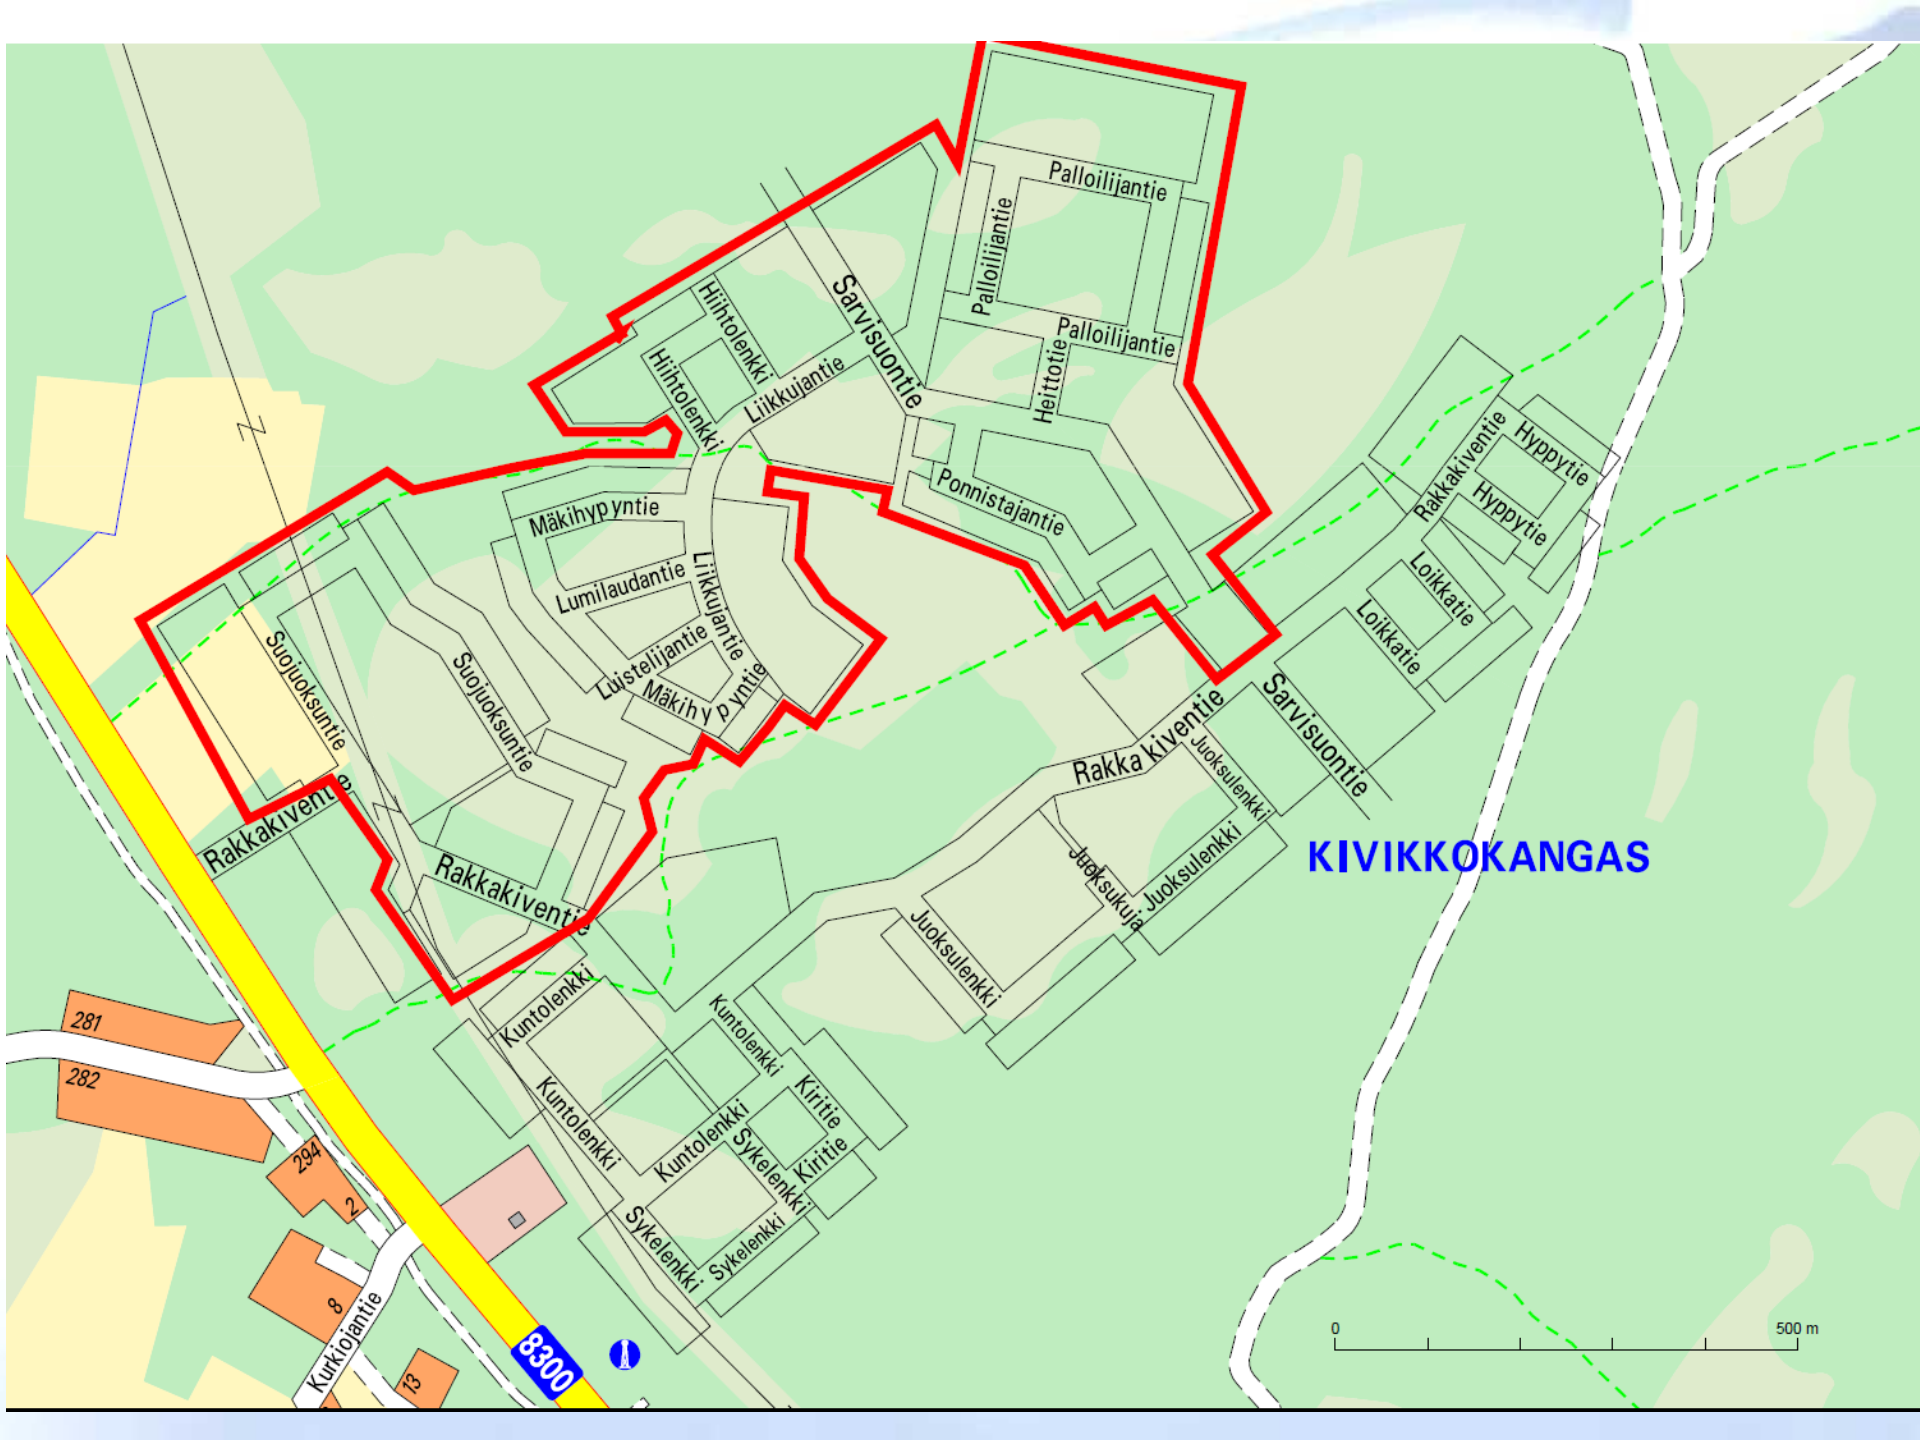 Palloilijantie
Palloilijantie
Sarvisuontie
Hiihtolenkki
Palloilijantie
Heittotie
Hiihtolenkki
Liikkujantie
Rakkakiventie
Hyppytie
Hyppytie
Ponnistajantie
Mäkihypyntie
Lumilaudantie
Liikkujantie
Loikkatie
Loikkatie
Suojuoksuntie
Suojuoksuntie
Luistelijantie
Mäkihypyntie
Sarvisuontie
Rakkakiventie
Juoksulenkki
Rakkakiventie
Rakkakiventie
KIVIKKOKANGAS
Juoksukuja
Juoksulenkki
Juoksulenkki
Kuntolenkki
Kuntolenkki
281
282
Kuntolenkki
Kiritie
Kuntolenkki
Sykelenkki
Kiritie
294
2
Sykelenkki
Sykelenkki
8
Kurkiojantie
13
8300
0
500 m